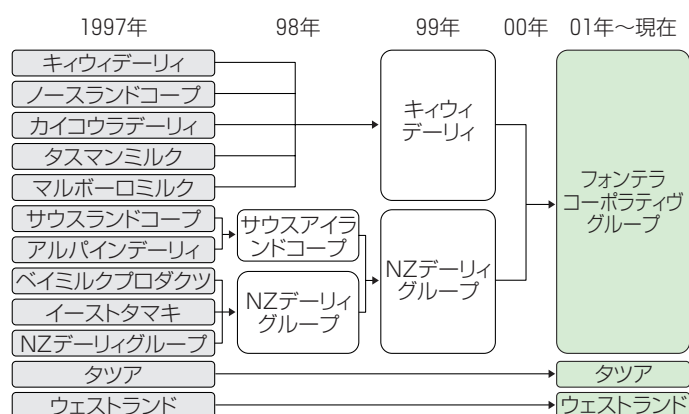 1997年 98年 99年 00年 01年〜現在
キィウィデーリィ
ノースランドコープ
カイコウラデーリィ
タスマンミルク
マルボーロミルク
サウスランドコープ
アルパインデーリィ
ベイミルクプロダクツ
イーストタマキ
NZデーリィグループ
タツア
ウェストランド
サウスアイラ
ンドコープ
NZデーリィ
グループ
キィウィ
デーリィ
NZデーリィ
グループ
フォンテラ
コーポラティヴ
グループ
タツア
ウェストランド